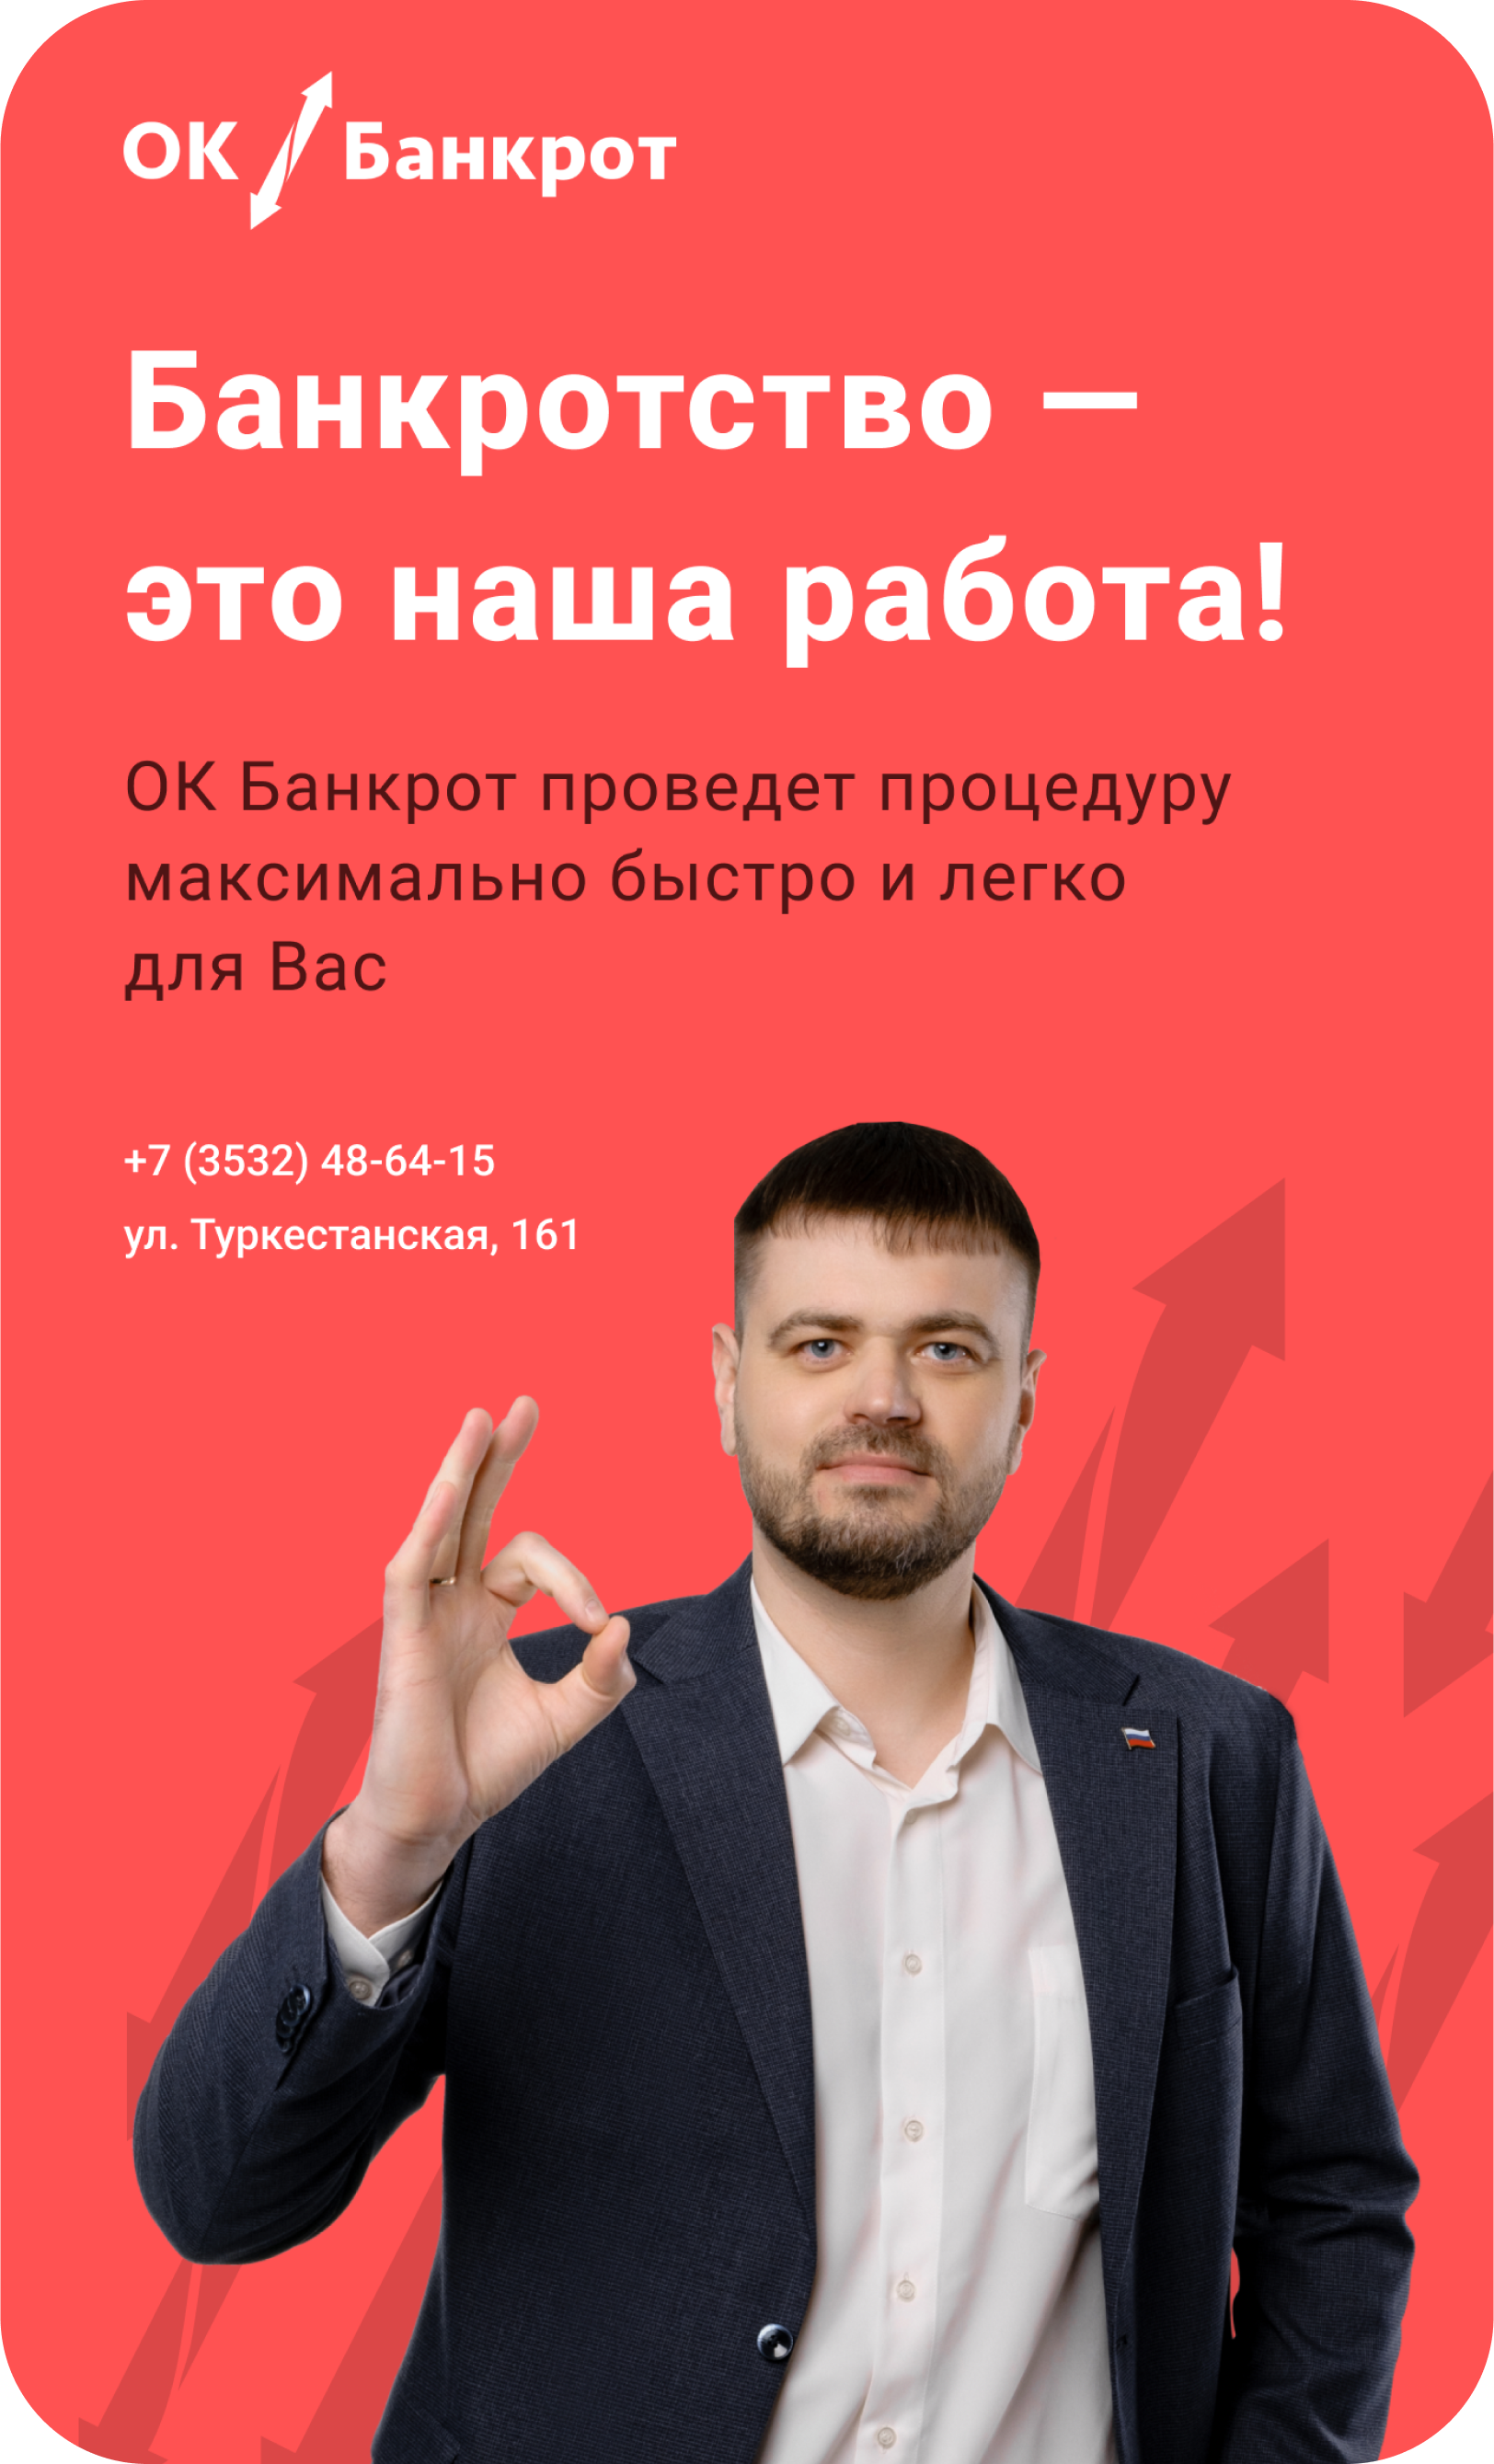 ОК Банкрот
Банкротство —
это наша работа!
ОК Банкрот проведет процедуру
максимально быстро и легко
для Вас
+7 (3532) 48-64-15
ул. Туркестанская, 161